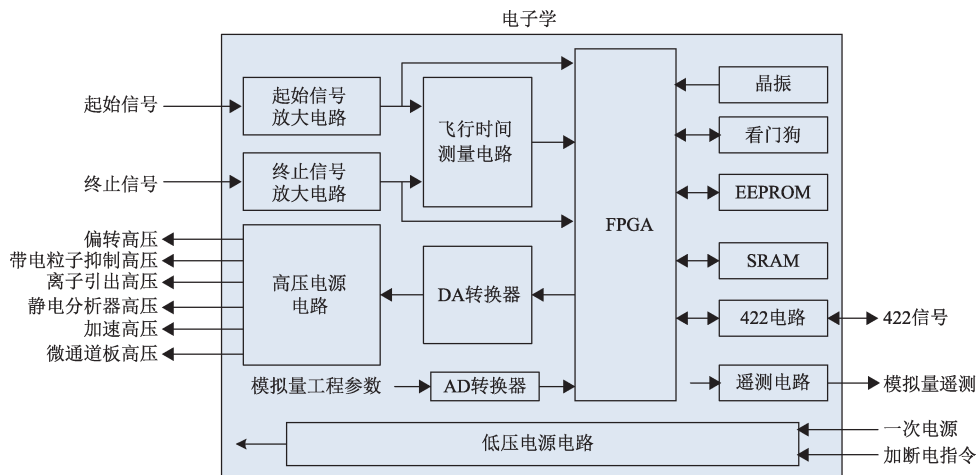 电子学
起始信号
起始信号
放大电路
终止信号
终止信号
放大电路
飞行时间
测量电路
FPGA
晶振
看门狗
EEPROM
SRAM
422电路
422信号
遥测电路
模拟量遥测
偏转高压
带电粒子抑制高压
离子引出高压
静电分析器高压
加速高压
微通道板高压
高压电源
电路
DA转换器
模拟量工程参数
AD转换器
低压电源电路
一次电源
加断电指令